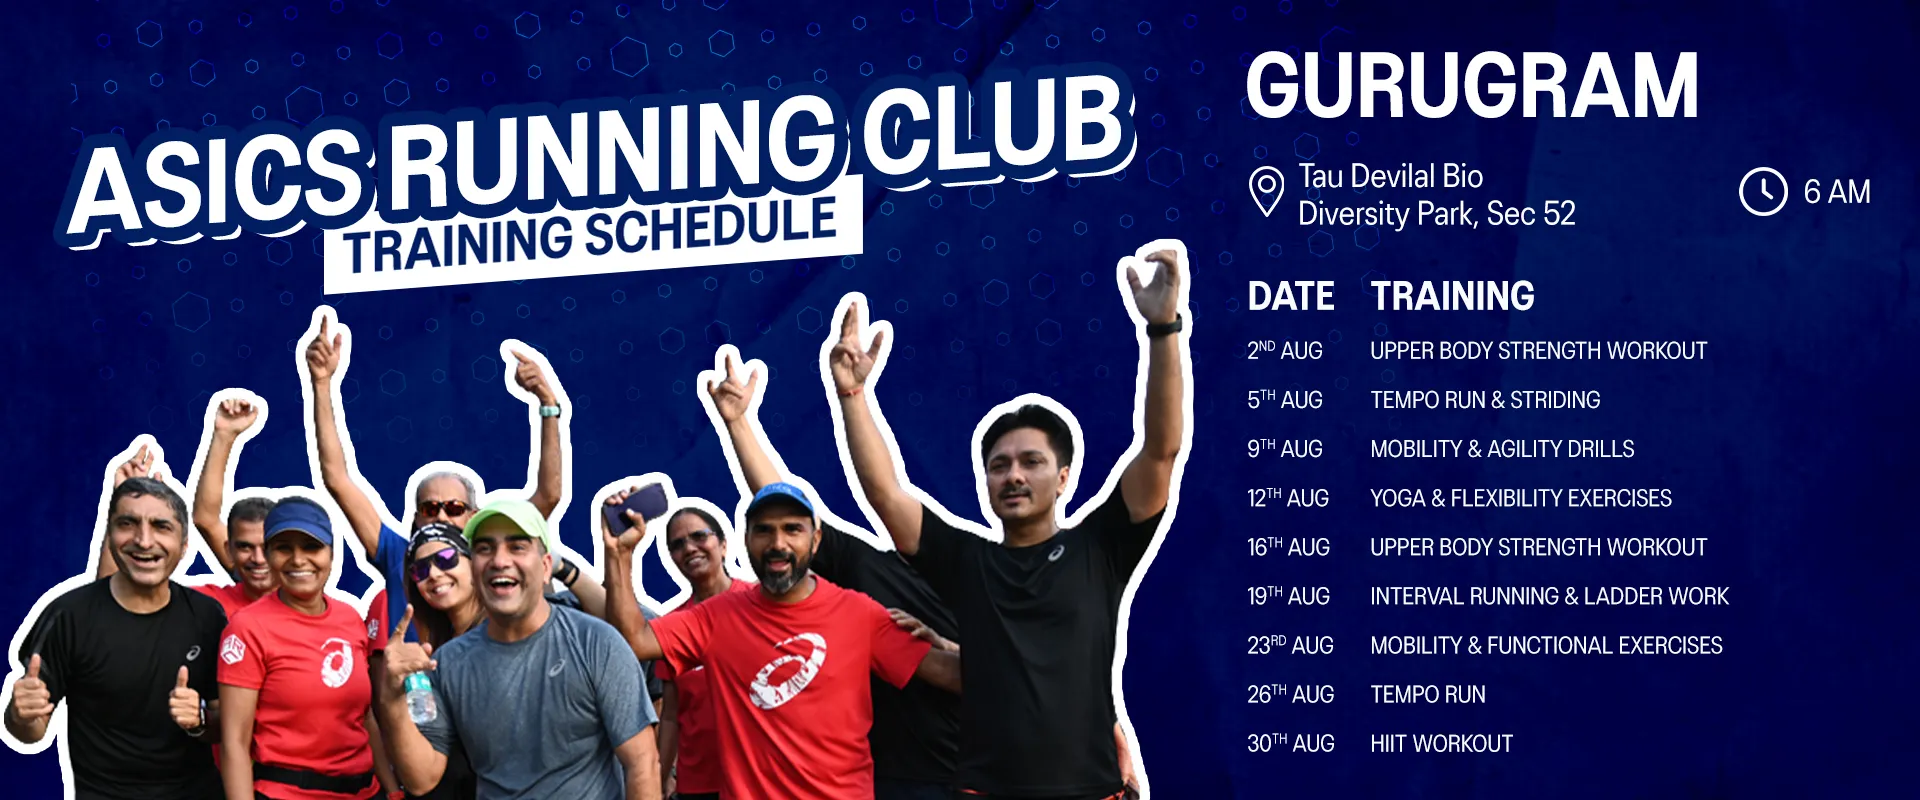 ASICS RUNNING CLUB
TRAINING SCHEDULE
GURUGRAM
Tau Devilal Bio
Diversity Park, Sec 52
6 AM
DATE TRAINING
2ND AUG UPPER BODY STRENGTH WORKOUT
5TH AUG TEMPO RUN & STRIDING
9TH AUG MOBILITY & AGILITY DRILLS
12TH AUG YOGA & FLEXIBILITY EXERCISES
16TH AUG UPPER BODY STRENGTH WORKOUT
19TH AUG INTERVAL RUNNING & LADDER WORK
23RD AUG MOBILITY & FUNCTIONAL EXERCISES
26TH AUG TEMPO RUN
30TH AUG HIIT WORKOUT